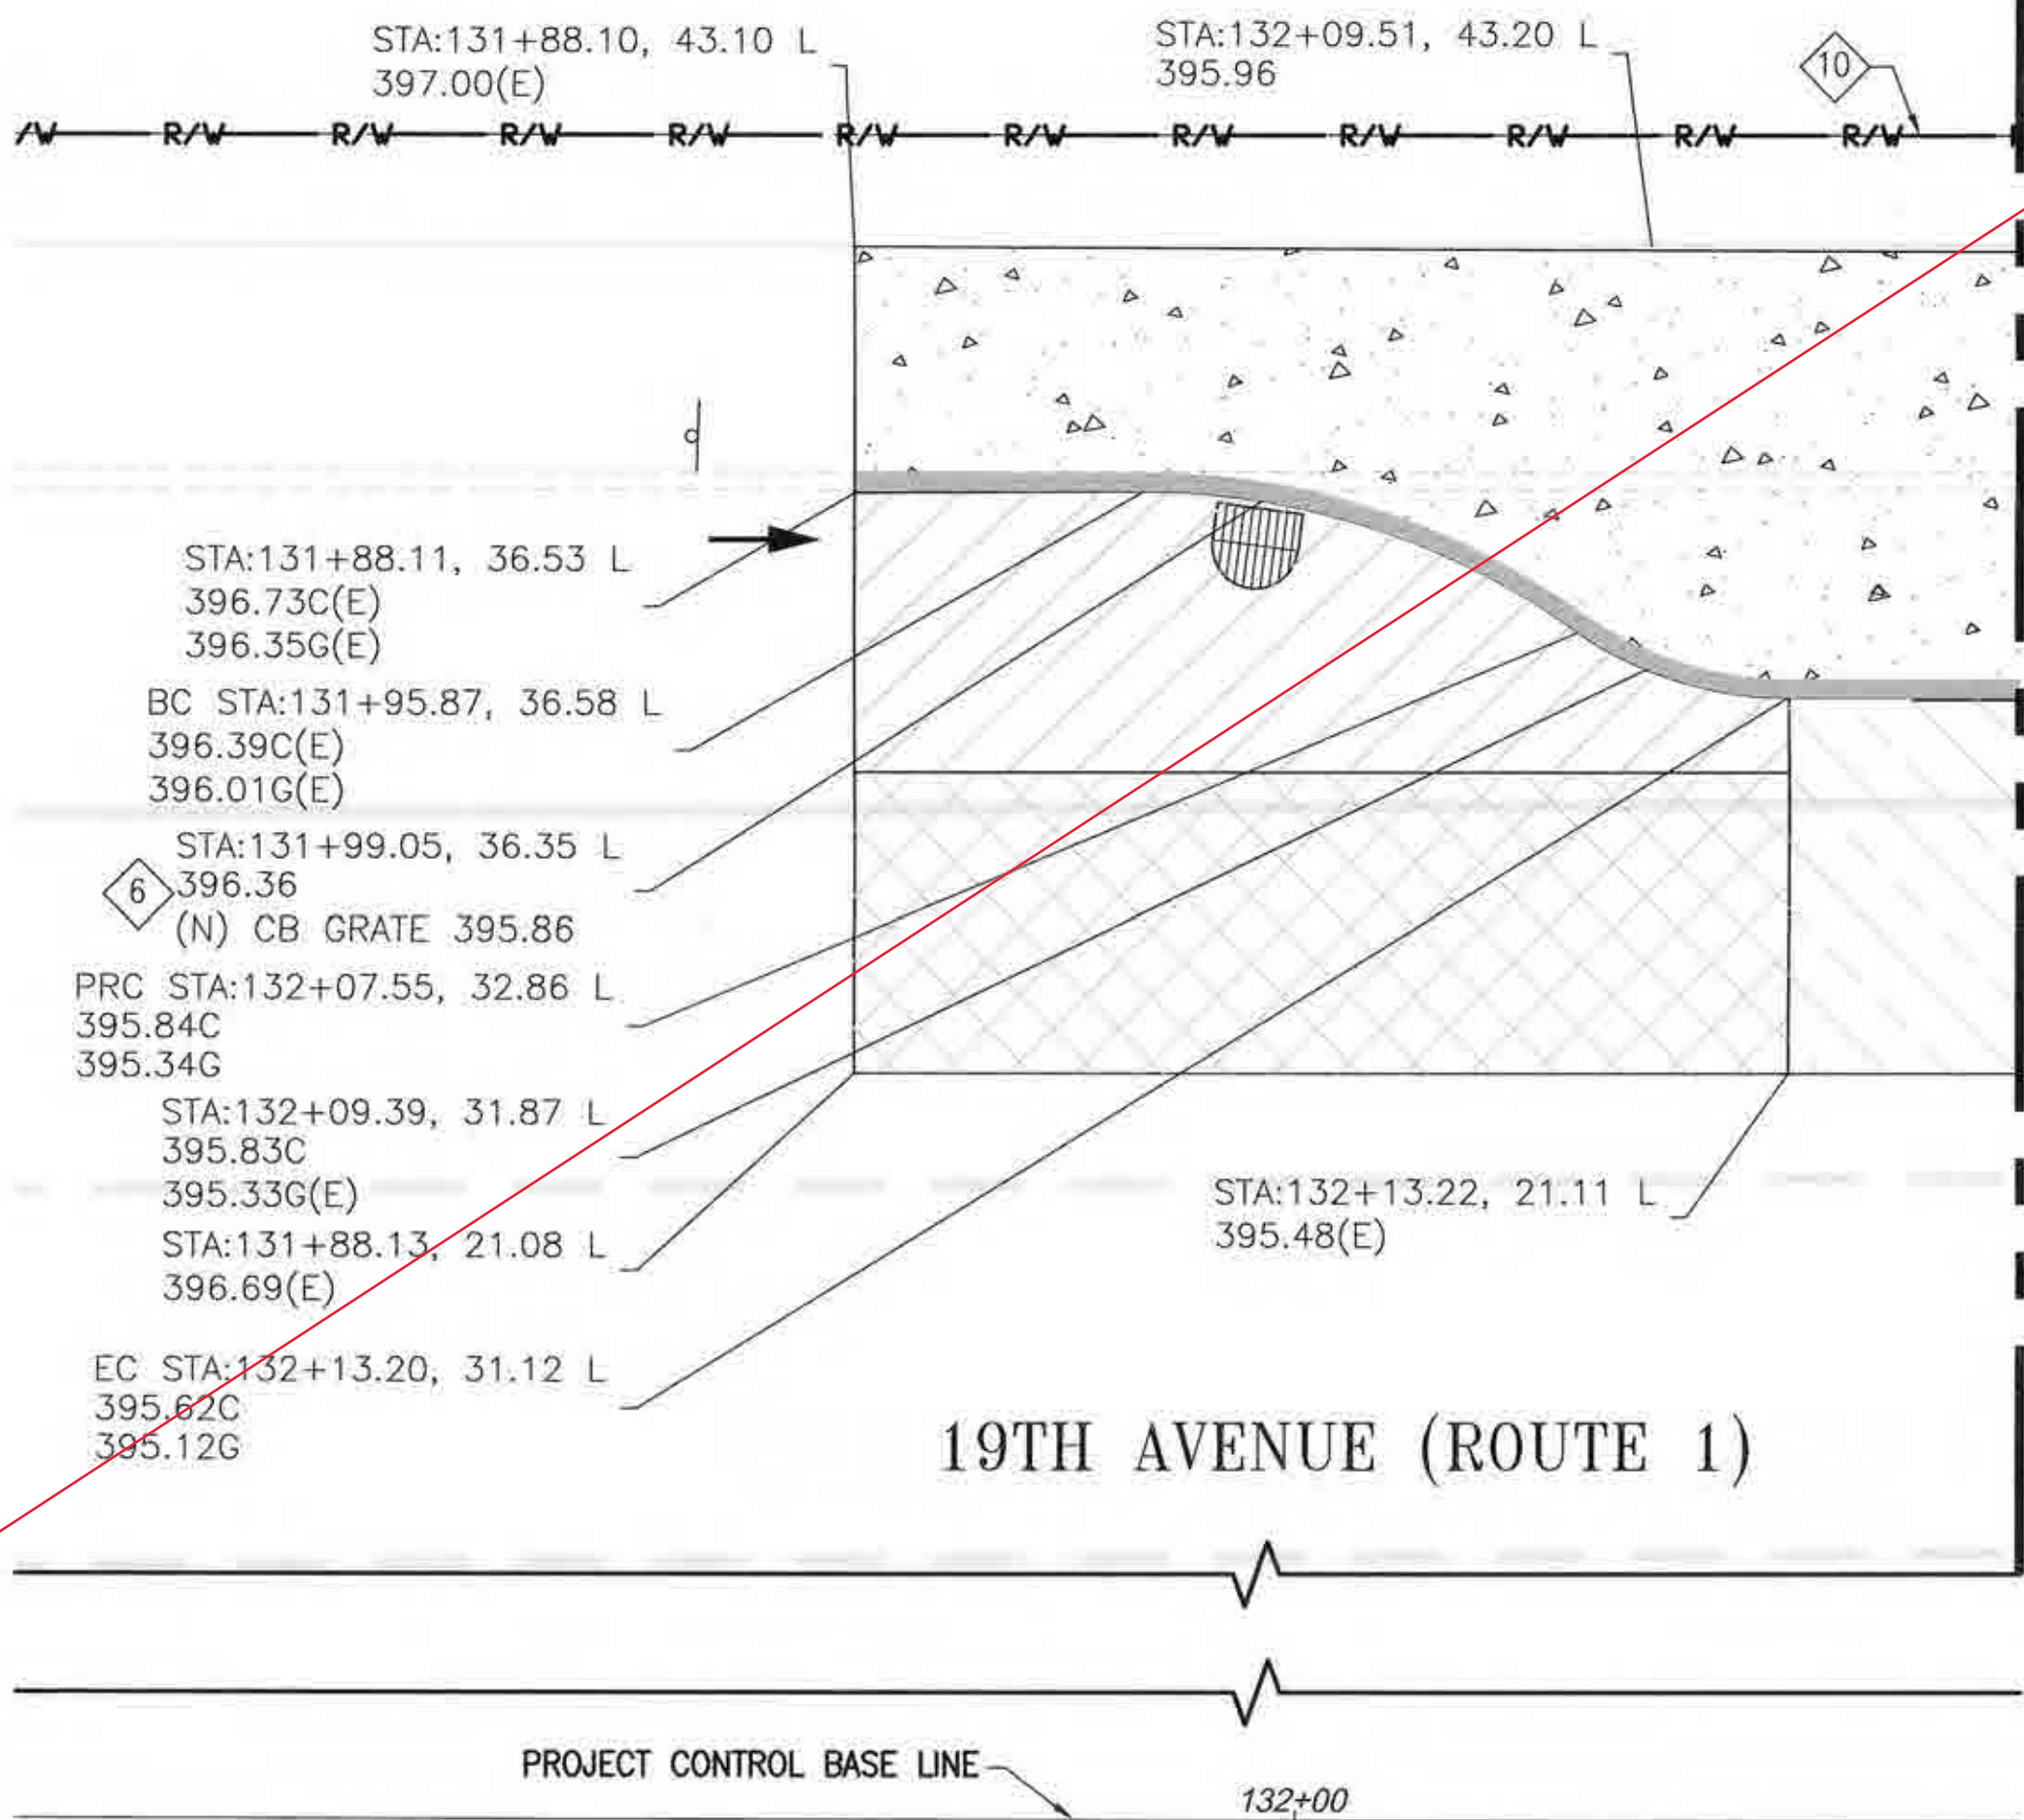 STA:131+88.10, 43.10 L
397.00(E)
STA:132+09.51, 43.20 L
395.96
10
/W R/W R/W R/W R/W R/W R/W R/W R/W R/W R/W R/W
STA:131+88.11, 36.53 L
396.73C(E)
396.35G(E)
BC STA:131+95.87, 36.58 L
396.39C(E)
396.01G(E)
STA:131+99.05, 36.35 L
6 396.36
(N) CB GRATE 395.86
PRC STA:132+07.55, 32.86 L
395.84C
395.34G
STA:132+09.39, 31.87 L
395.83C
395.33G(E)
STA:131+88.13, 21.08 L
396.69(E)
STA:132+13.22, 21.11 L
395.48(E)
EC STA:132+13.20, 31.12 L
395.62C
395.12G
19TH AVENUE (ROUTE 1)
PROJECT CONTROL BASE LINE
132+00